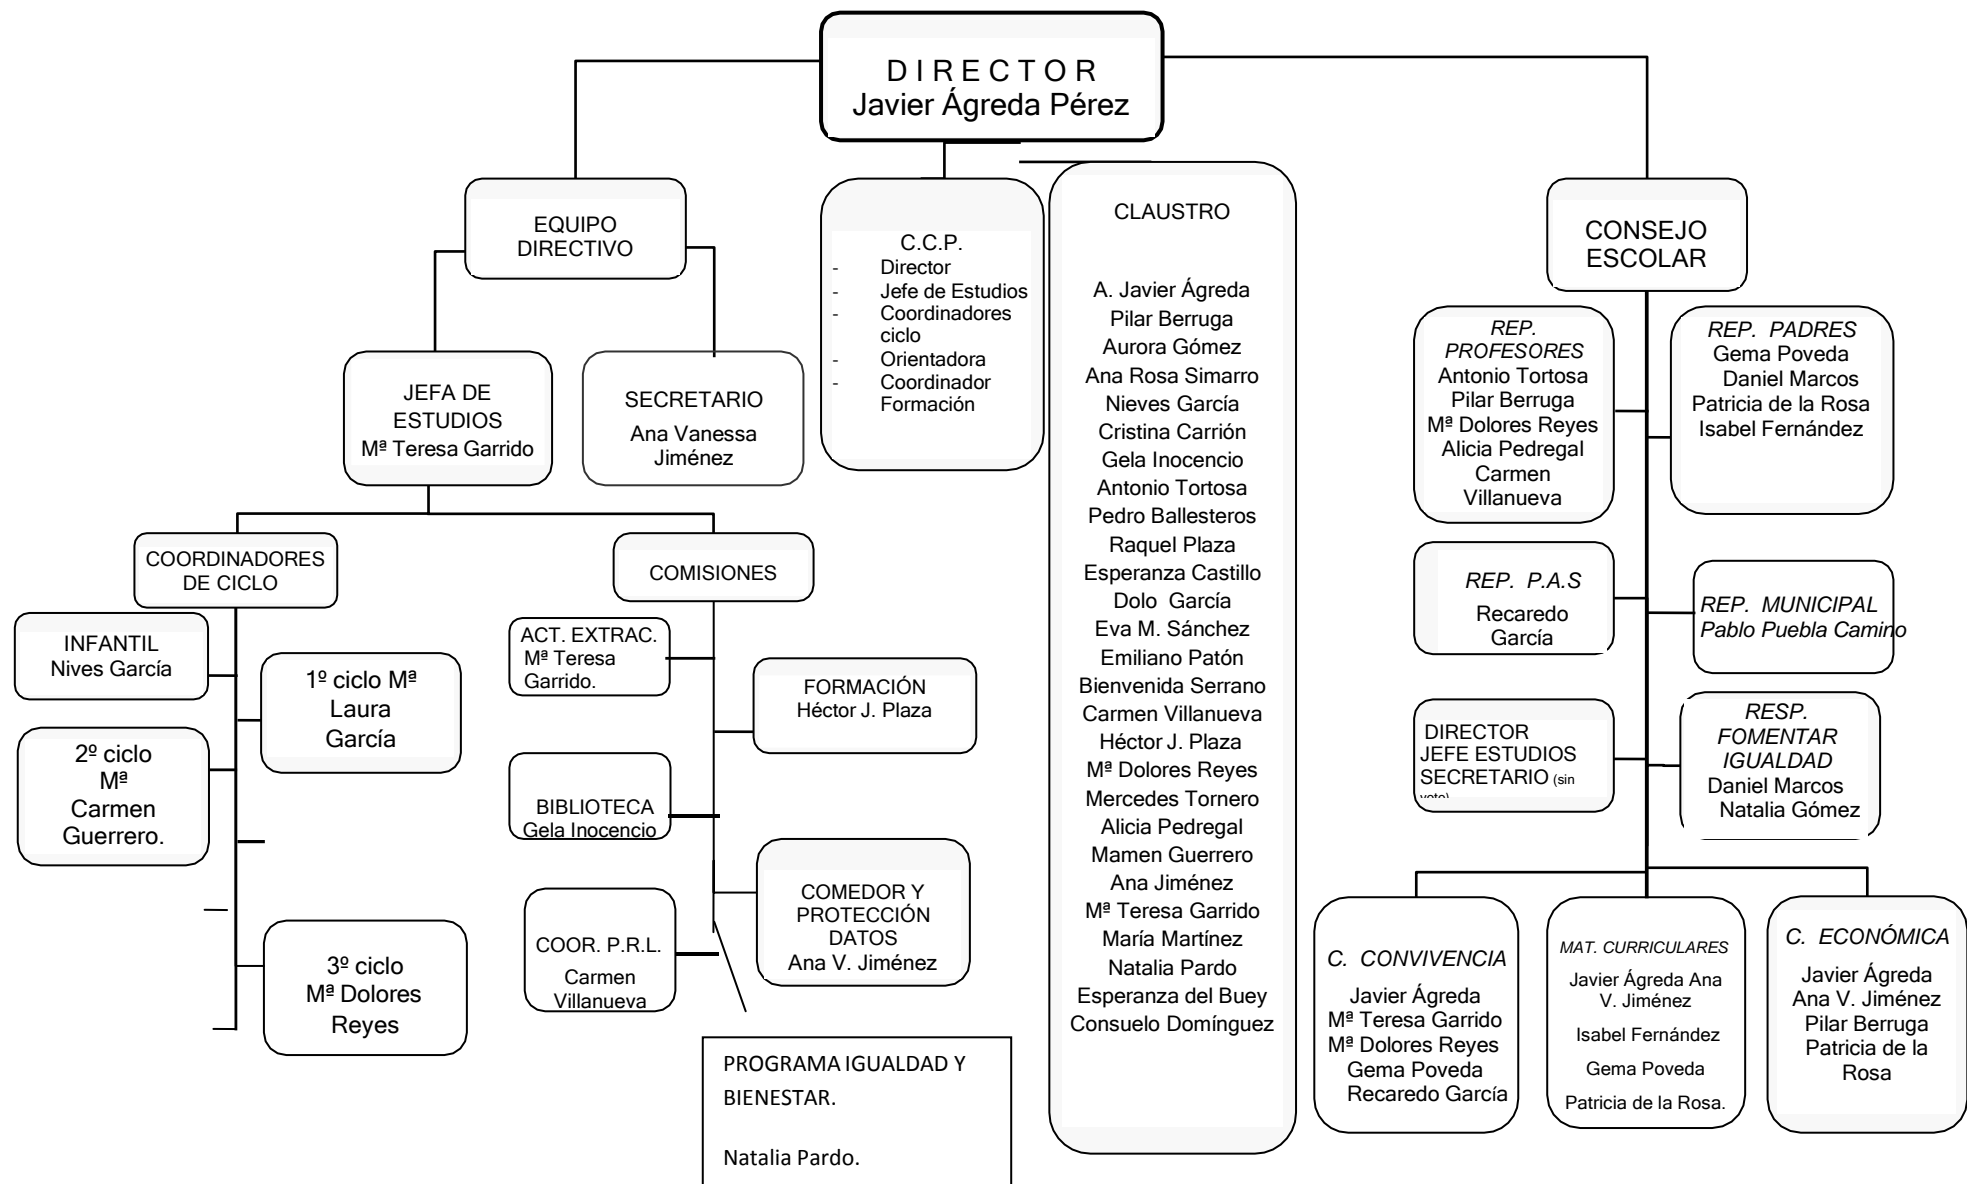 D I R E C T O R
Javier Ágreda Pérez
EQUIPO
DIRECTIVO
JEFA DE
ESTUDIOS
Mª Teresa Garrido
SECRETARIO
Ana Vanessa
Jiménez
COORDINADORES
DE CICLO
INFANTIL
Nives García
1º ciclo Mª
Laura
García
2º ciclo
Mª
Carmen
Guerrero.
3º ciclo
Mª Dolores
Reyes
COMISIONES
ACT. EXTRAC.
Mª Teresa
Garrido.
FORMACIÓN
Héctor J. Plaza
BIBLIOTECA
Gela Inocencio
COMEDOR Y
PROTECCIÓN
DATOS
Ana V. Jiménez
COOR. P.R.L.
Carmen
Villanueva
PROGRAMA IGUALDAD Y
BIENESTAR.
Natalia Pardo.
C.C.P.
- Director
- Jefe de Estudios
- Coordinadores
ciclo
- Orientadora
- Coordinador
Formación
CLAUSTRO
A. Javier Ágreda
Pilar Berruga
Aurora Gómez
Ana Rosa Simarro
Nieves García
Cristina Carrión
Gela Inocencio
Antonio Tortosa
Pedro Ballesteros
Raquel Plaza
Esperanza Castillo
Dolo García
Eva M. Sánchez
Emiliano Patón
Bienvenida Serrano
Carmen Villanueva
Héctor J. Plaza
Mª Dolores Reyes
Mercedes Tornero
Alicia Pedregal
Mamen Guerrero
Ana Jiménez
Mª Teresa Garrido
María Martínez
Natalia Pardo
Esperanza del Buey
Consuelo Domínguez
CONSEJO
ESCOLAR
REP.
PROFESORES
Antonio Tortosa
Pilar Berruga
Mª Dolores Reyes
Alicia Pedregal
Carmen
Villanueva
REP. PADRES
Gema Poveda
Daniel Marcos
Patricia de la Rosa
Isabel Fernández
REP. P.A.S
Recaredo
García
REP. MUNICIPAL
Pablo Puebla Camino
DIRECTOR
JEFE ESTUDIOS
SECRETARIO (sin
voto)
RESP.
FOMENTAR
IGUALDAD
Daniel Marcos
Natalia Gómez
C. CONVIVENCIA
Javier Ágreda
Mª Teresa Garrido
Mª Dolores Reyes
Gema Poveda
Recaredo García
MAT. CURRICULARES
Javier Ágreda Ana
V. Jiménez
Isabel Fernández
Gema Poveda
Patricia de la Rosa.
C. ECONÓMICA
Javier Ágreda
Ana V. Jiménez
Pilar Berruga
Patricia de la
Rosa